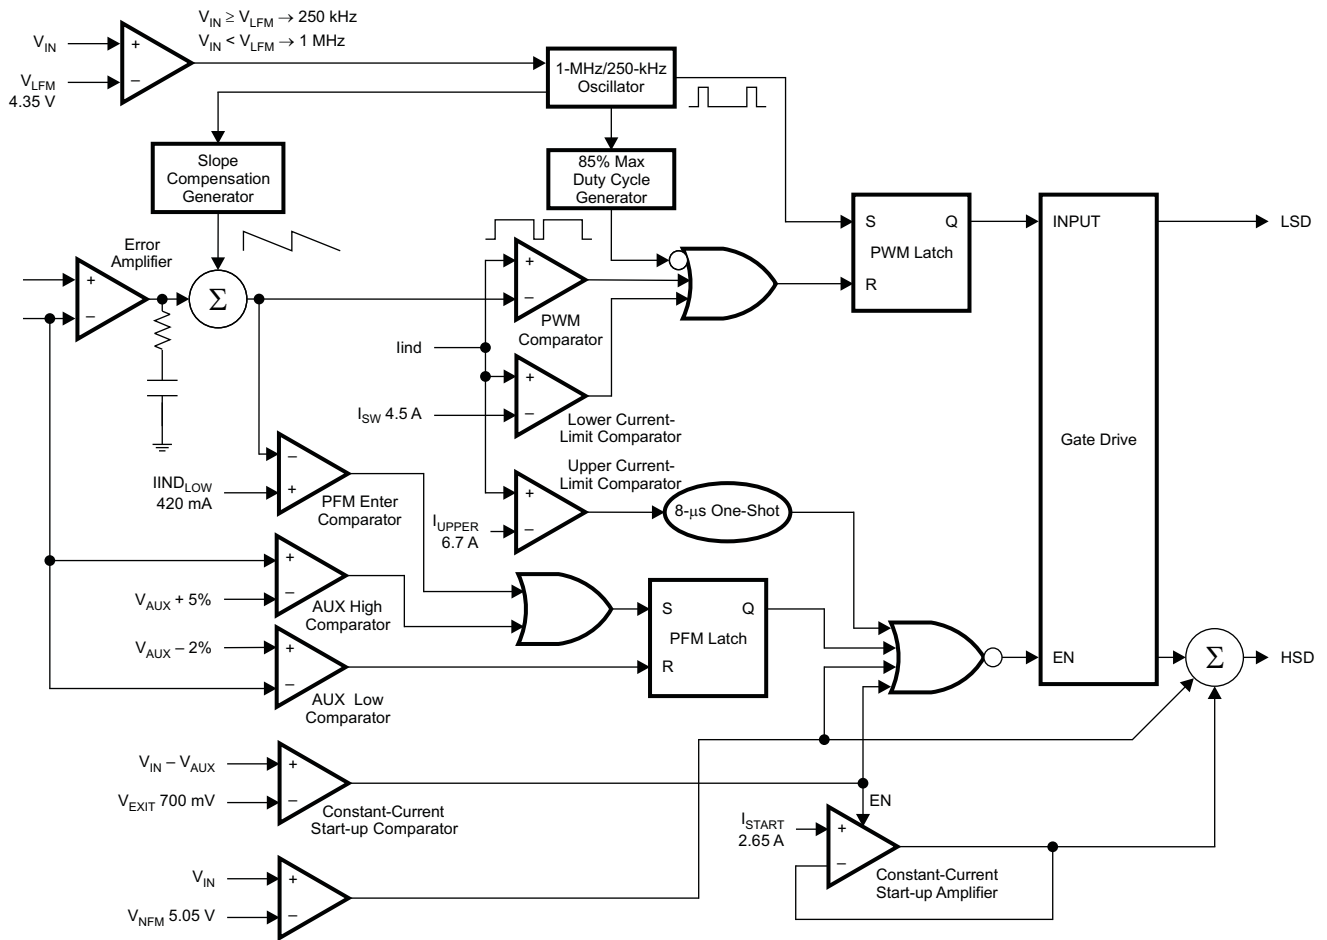 V_IN ≥ V_LFM → 250 kHz
V_IN < V_LFM → 1 MHz
V_IN
+
V_LFM
4.35 V
–
1-MHz/250-kHz
Oscillator
Slope
Compensation
Generator
85% Max
Duty Cycle
Generator
Error
Amplifier
+
–
Σ
+
–
PWM
Comparator
S
Q
PWM Latch
R
INPUT
LSD
Iind
+
I_SW 4.5 A
–
Lower Current-
Limit Comparator
Gate Drive
–
IIND_LOW
420 mA
+
PFM Enter
Comparator
Upper Current-
Limit Comparator
+
I_UPPER
6.7 A
–
8-μs One-Shot
+
V_AUX + 5%
–
AUX High
Comparator
V_AUX – 2%
+
–
AUX Low
Comparator
S
Q
PFM Latch
R
EN
Σ
HSD
V_IN – V_AUX
+
V_EXIT 700 mV
–
Constant-Current
Start-up Comparator
EN
I_START
2.65 A
+
–
Constant-Current
Start-up Amplifier
V_IN
+
V_NFM 5.05 V
–